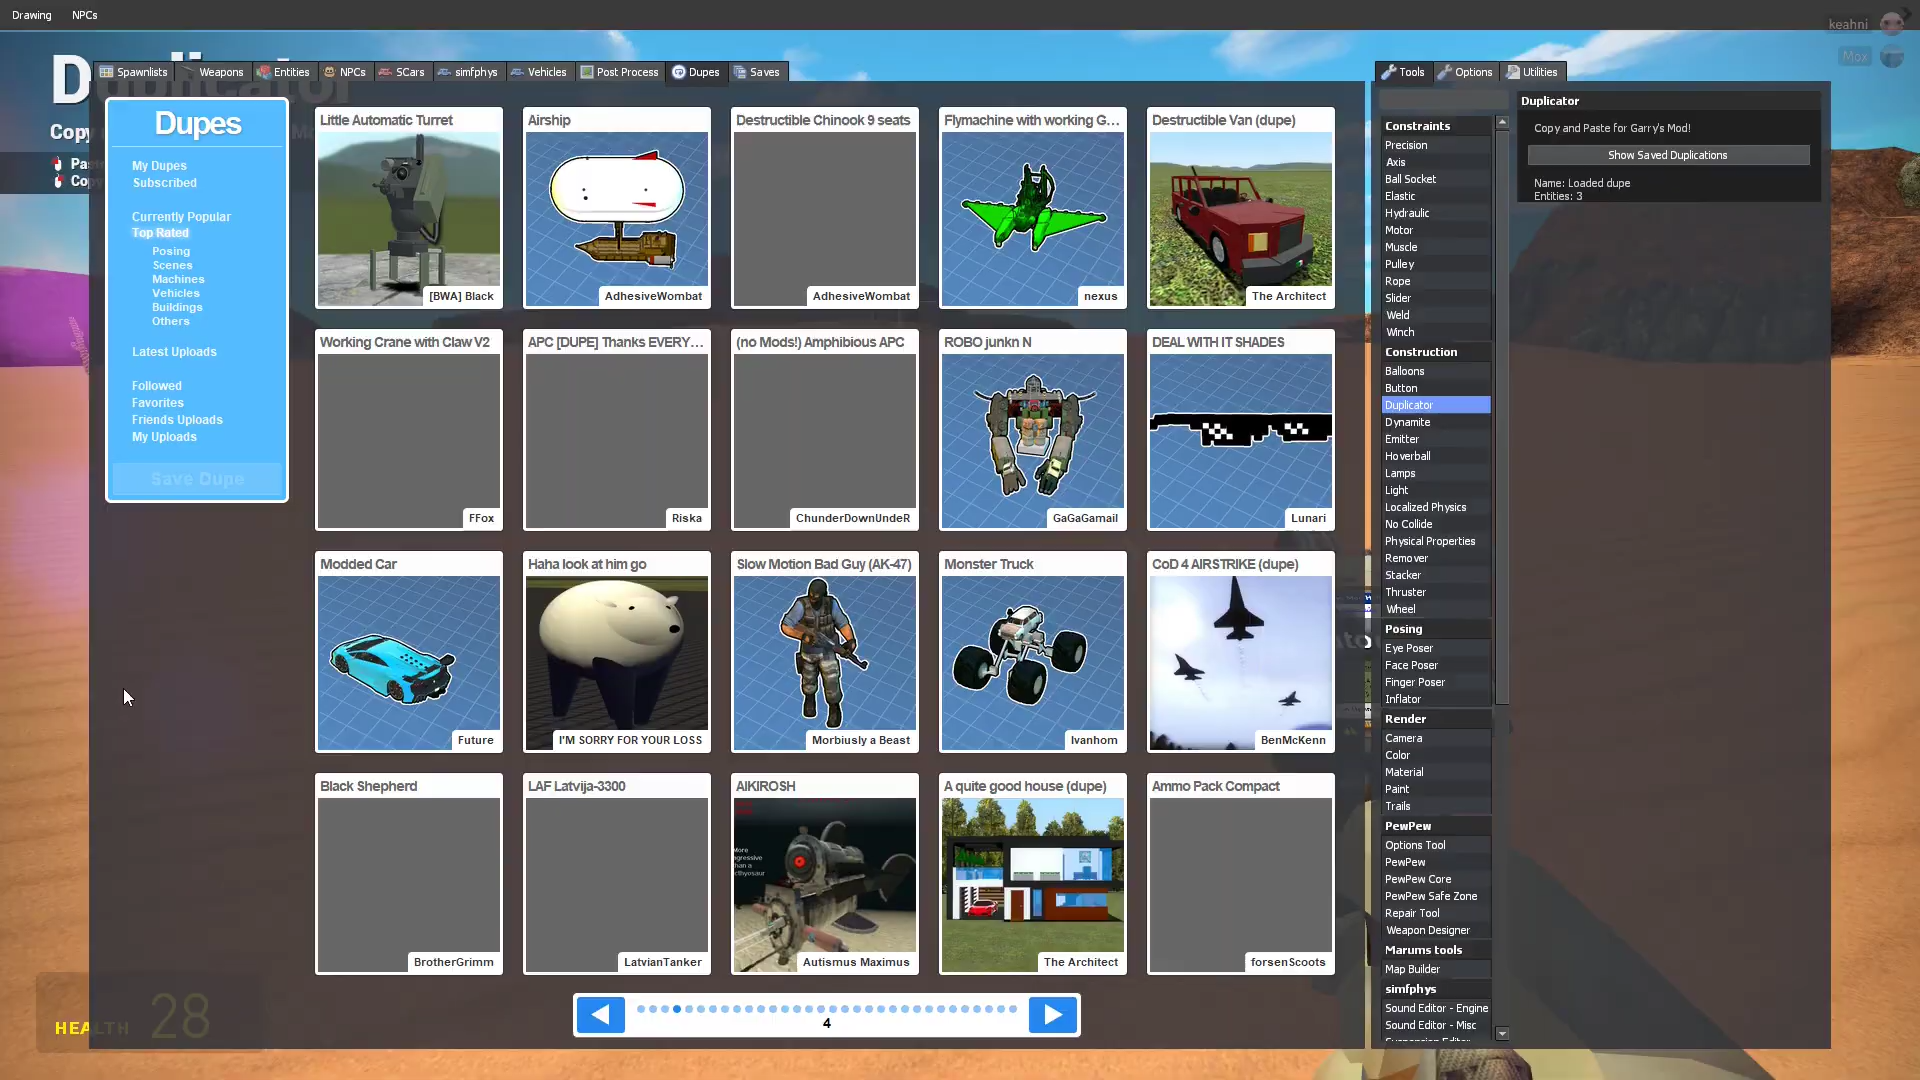 Drawing NPCs
keahni
Mox
Duplicator
Spawnlists Weapons Entities NPCs SCars simfphys Vehicles Post Process Dupes Saves
Tools Options Utilities
Copy
Pas
Cop
Dupes
My Dupes
Subscribed
Currently Popular
Top Rated
Posing
Scenes
Machines
Vehicles
Buildings
Others
Latest Uploads
Followed
Favorites
Friends Uploads
My Uploads
Save Dupe
Little Automatic Turret
[BWA] Black
Airship
AdhesiveWombat
Destructible Chinook 9 seats
AdhesiveWombat
Flymachine with working G...
nexus
Destructible Van (dupe)
The Architect
Working Crane with Claw V2
FFox
APC [DUPE] Thanks EVERY...
Riska
(no Mods!) Amphibious APC
ChunderDownUndeR
ROBO junkn N
GaGaGamail
DEAL WITH IT SHADES
Lunari
Modded Car
Future
Haha look at him go
I'M SORRY FOR YOUR LOSS
Slow Motion Bad Guy (AK-47)
Morbiusly a Beast
Monster Truck
Ivanhom
CoD 4 AIRSTRIKE (dupe)
BenMcKenn
Black Shepherd
BrotherGrimm
LAF Latvija-3300
LatvianTanker
AIKIROSH
More
than a
Autismus Maximus
A quite good house (dupe)
The Architect
Ammo Pack Compact
forsenScoots
4
HEALTH 28
Constraints
Precision
Axis
Ball Socket
Elastic
Hydraulic
Motor
Muscle
Pulley
Rope
Slider
Weld
Winch
Construction
Balloons
Button
Duplicator
Dynamite
Emitter
Hoverball
Lamps
Light
Localized Physics
No Collide
Physical Properties
Remover
Stacker
Thruster
Wheel
Posing
Eye Poser
Face Poser
Finger Poser
Inflator
Render
Camera
Color
Material
Paint
Trails
PewPew
Options Tool
PewPew
PewPew Core
PewPew Safe Zone
Repair Tool
Weapon Designer
Marums tools
Map Builder
simfphys
Sound Editor - Engine
Sound Editor - Misc
Suspension Editor
Duplicator
Copy and Paste for Garry's Mod!
Show Saved Duplications
Name: Loaded dupe
Entities: 3